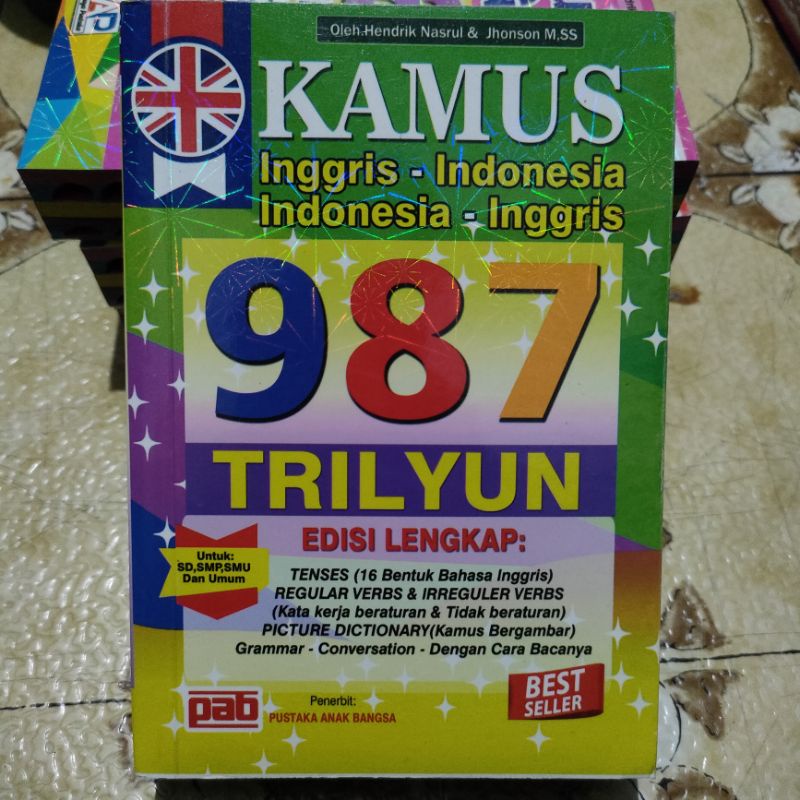 Oleh Hendrik Nasrul & Jhonson M,SS
KAMUS
Inggris - Indonesia
Indonesia - Inggris
987
TRILYUN
EDISI LENGKAP:
Untuk:
SD,SMP,SMU
Dan Umum
TENSES (16 Bentuk Bahasa Inggris)
REGULAR VERBS & IRREGULER VERBS
(Kata kerja beraturan & Tidak beraturan)
PICTURE DICTIONARY(Kamus Bergambar)
Grammar - Conversation - Dengan Cara Bacanya
BEST
SELLER
pab
Penerbit:
PUSTAKA ANAK BANGSA